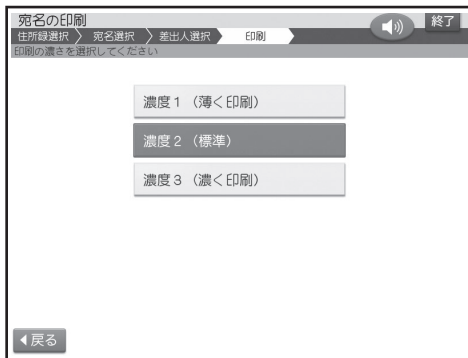 宛名の印刷
終了
住所録選択 〉 宛名選択 〉 差出人選択 印刷
印刷の濃さを選択してください
濃度1（薄く印刷）
濃度2（標準）
濃度3（濃く印刷）
◀戻る